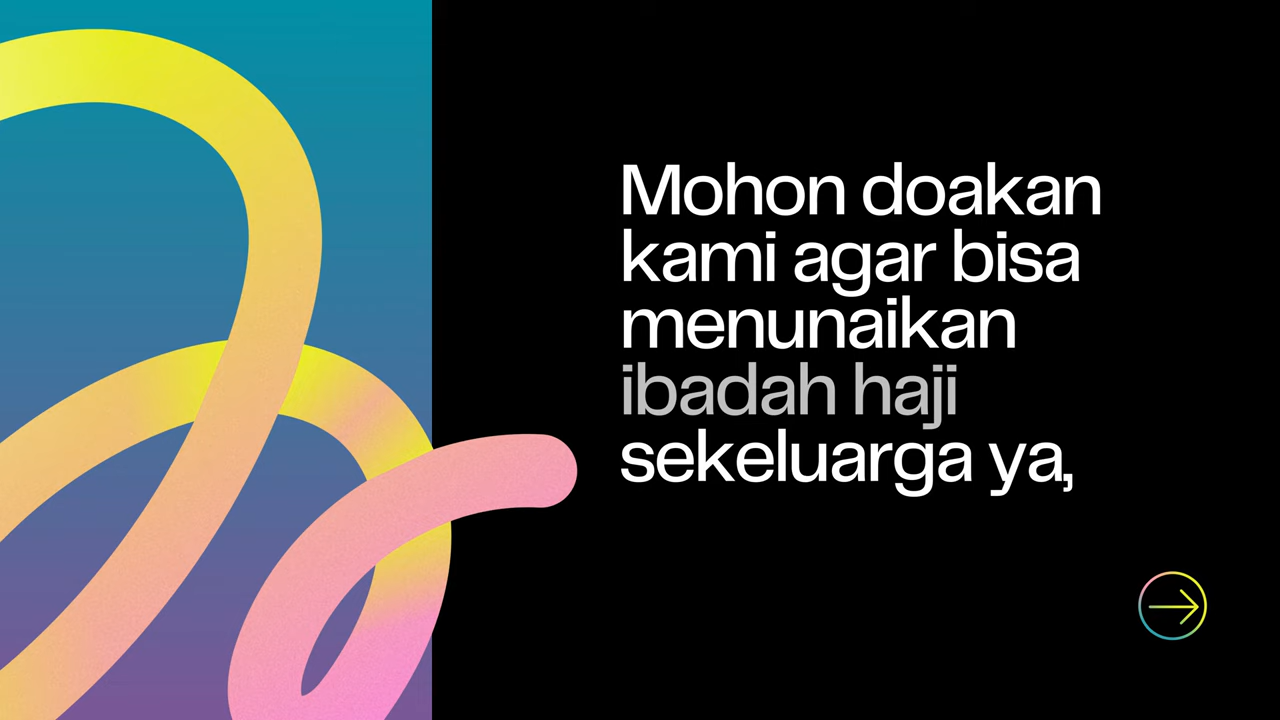 Mohon doakan
kami agar bisa
menunaikan
ibadah haji
sekeluarga ya,